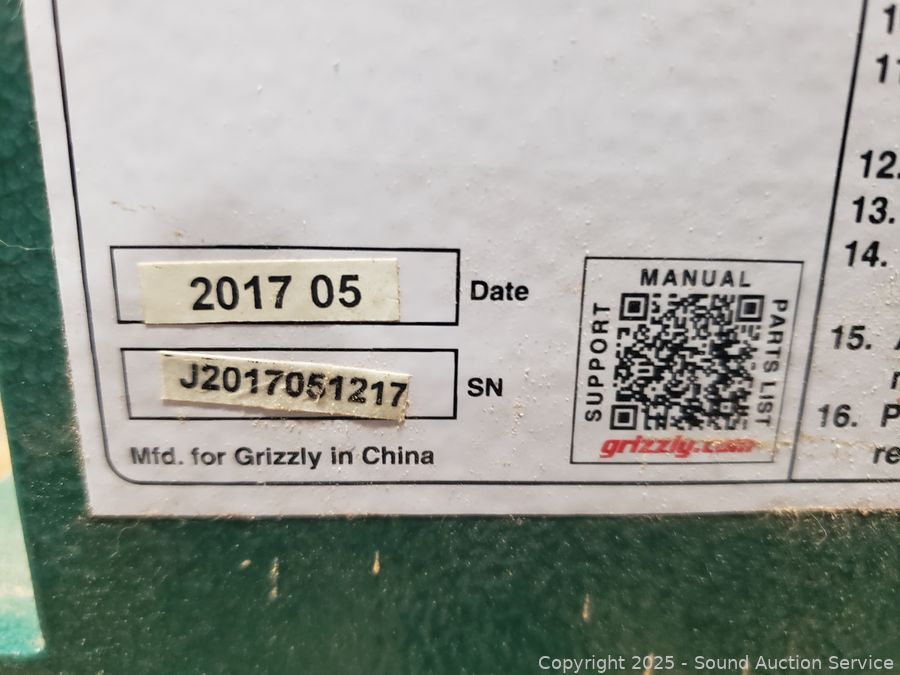 2017 05
Date
J2017051217
SN
Mfd. for Grizzly in China
MANUAL
SUPPORT
PARTS LIST
grizzly.com
12.
13.
14.
15.
16. P
re
Copyright 2025 - Sound Auction Service